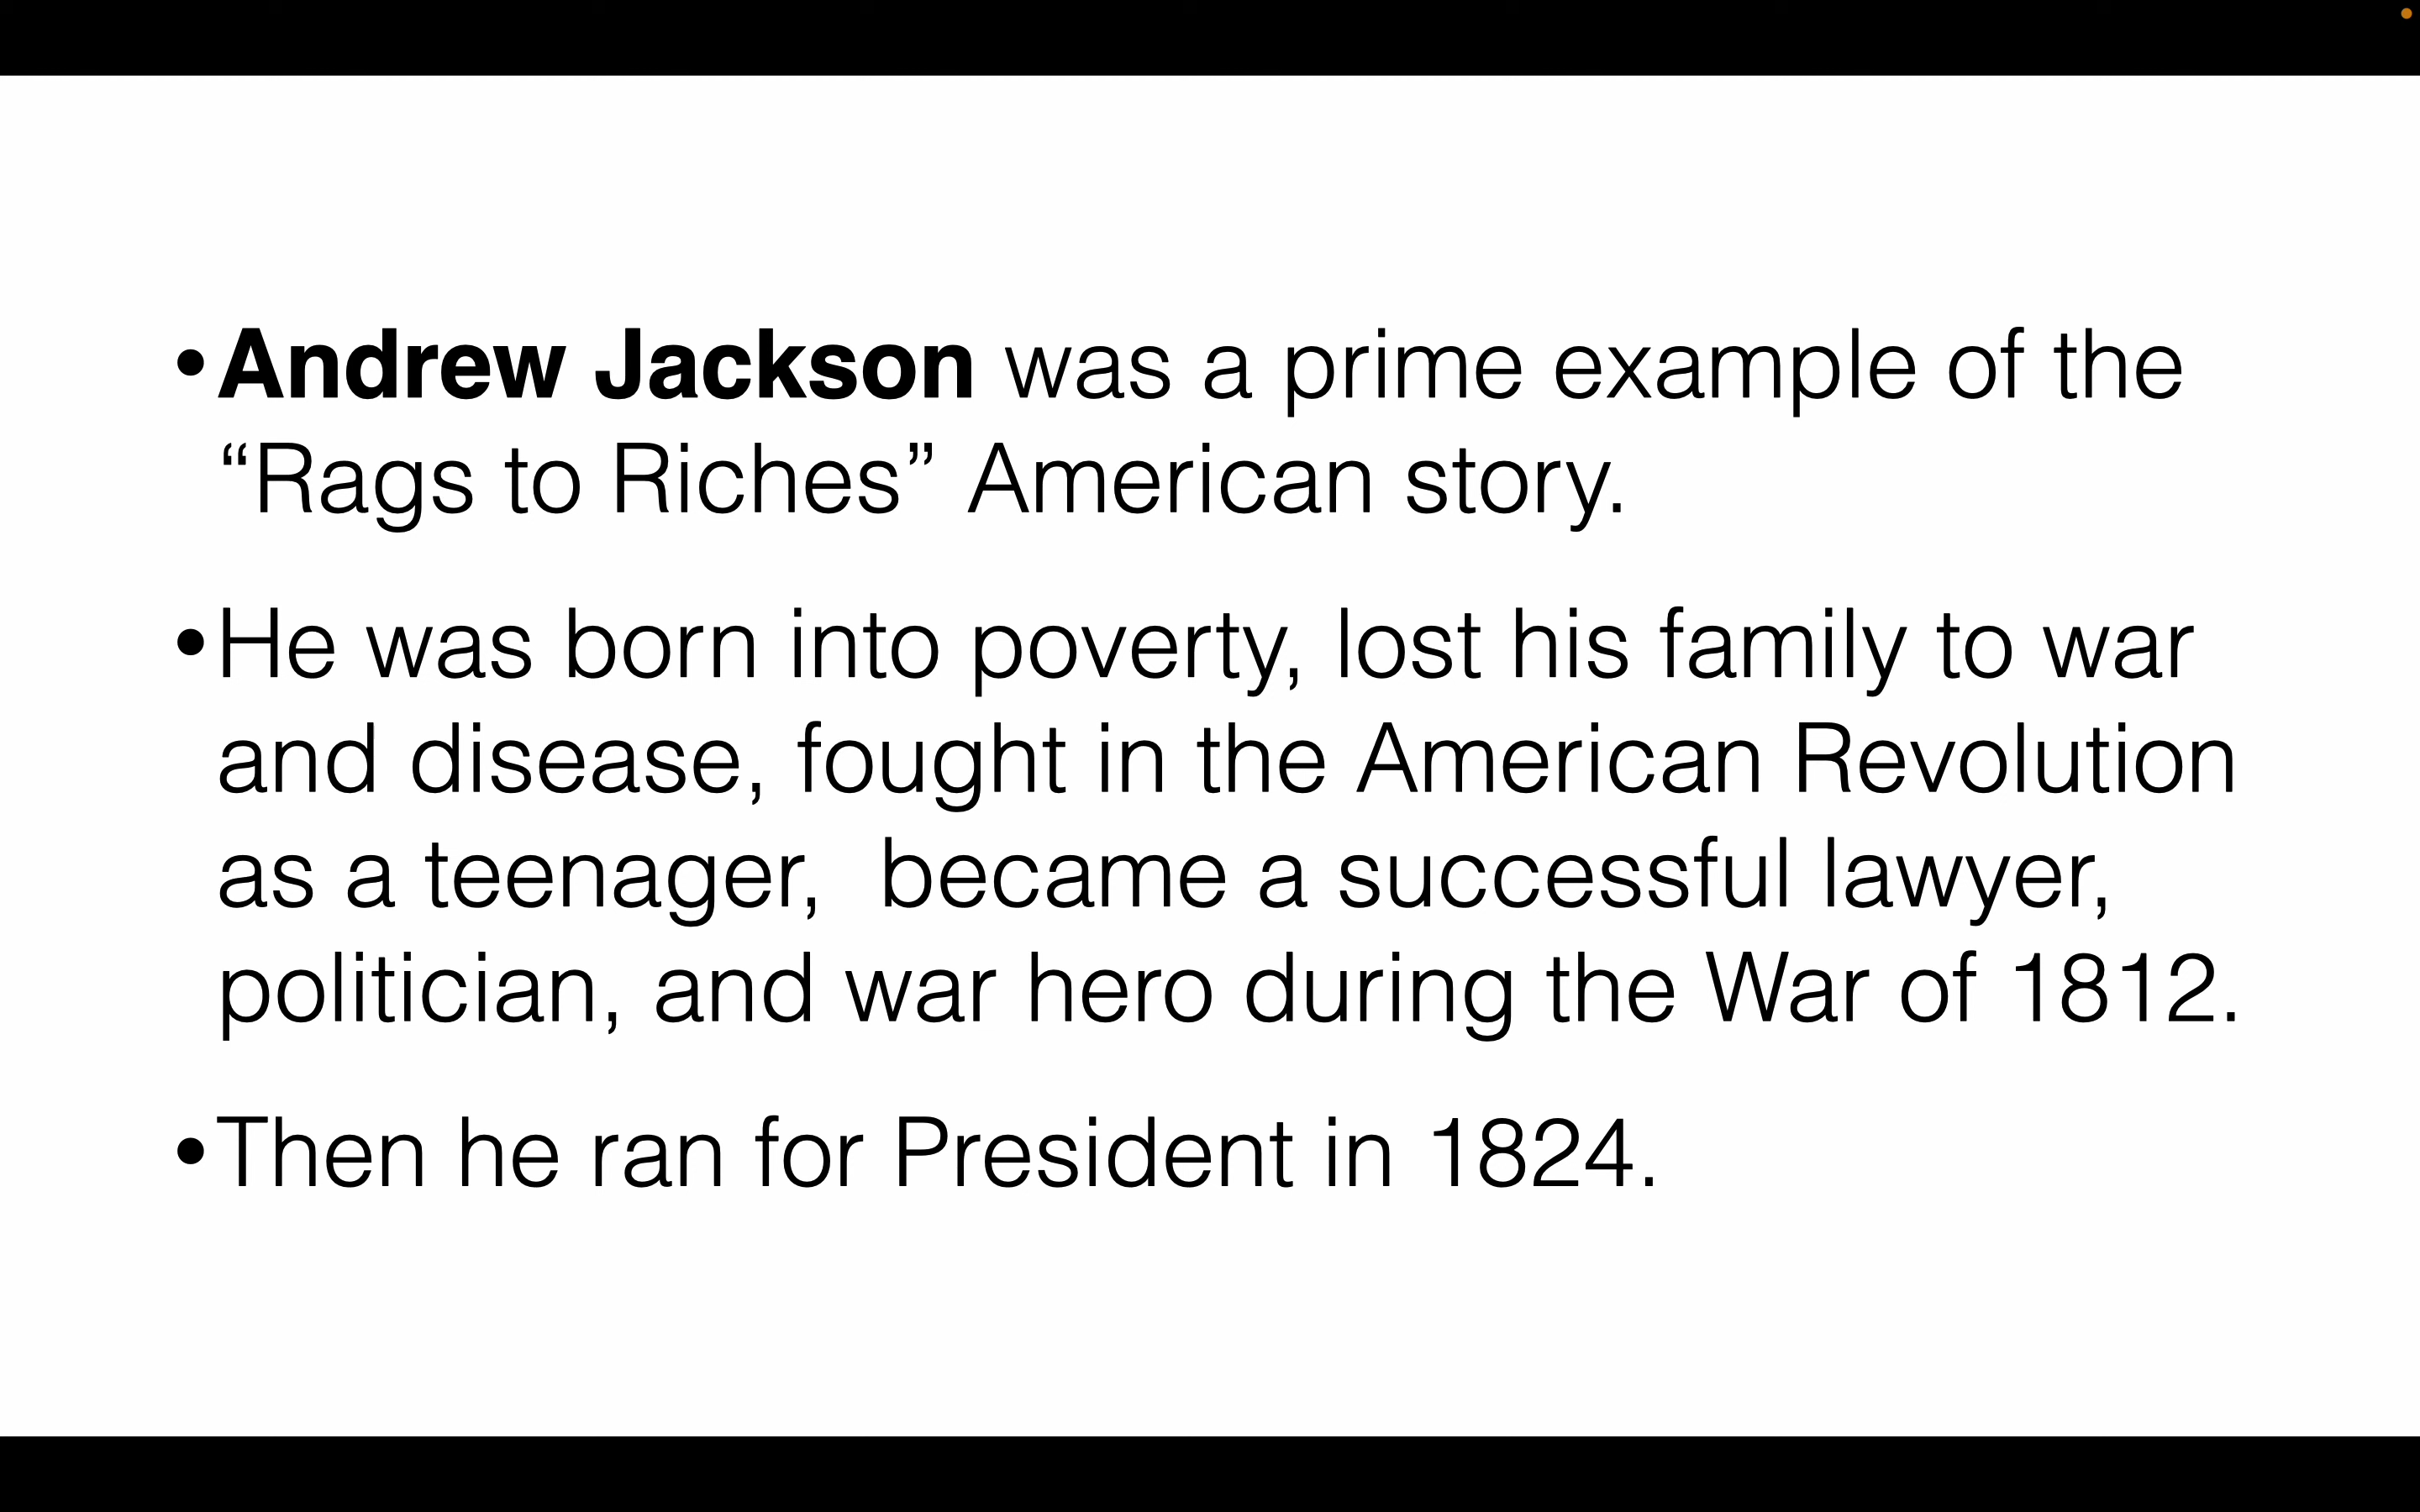 •Andrew Jackson was a prime example of the
“Rags to Riches” American story.
•He was born into poverty, lost his family to war
and disease, fought in the American Revolution
as a teenager,  became a successful lawyer,
politician, and war hero during the War of 1812.
•Then he ran for President in 1824.